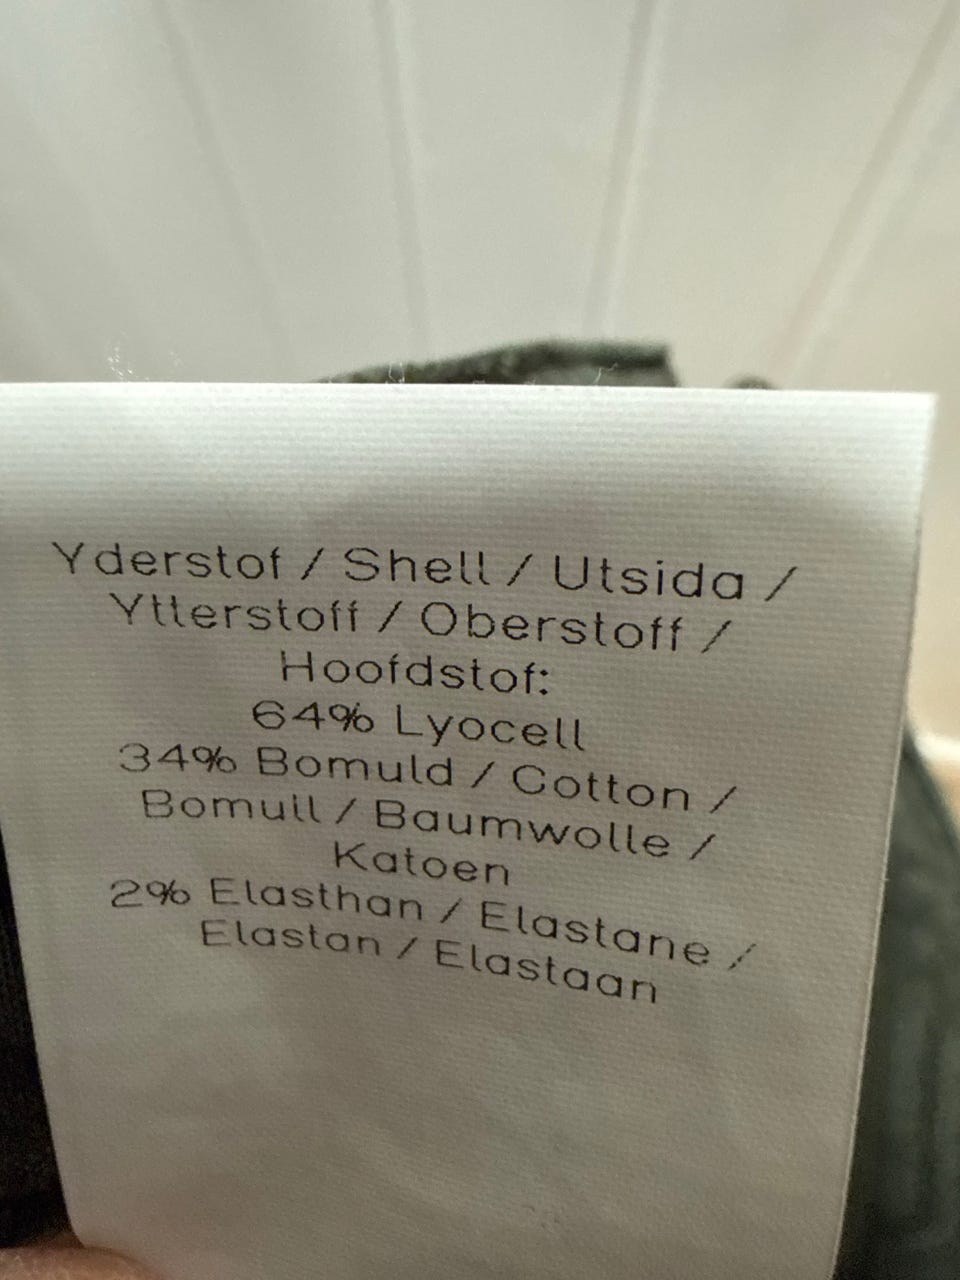 Yderstof / Shell / Utsida /
Ytterstoff / Oberstoff /
Hoofdstof:
64% Lyocell
34% Bomuld / Cotton /
Bomull / Baumwolle /
Katoen
2% Elasthan / Elastane /
Elastan / Elastaan